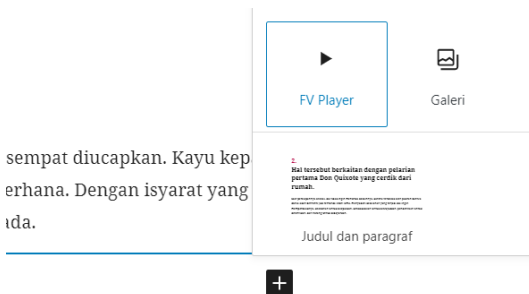 FV Player
Galeri
sempat diucapkan. Kayu kep
erhana. Dengan isyarat yang
ada.
2.
Hal tersebut berkaitan dengan pelarian
pertama Don Quixote yang cerdik dari
rumah.
Judul dan paragraf